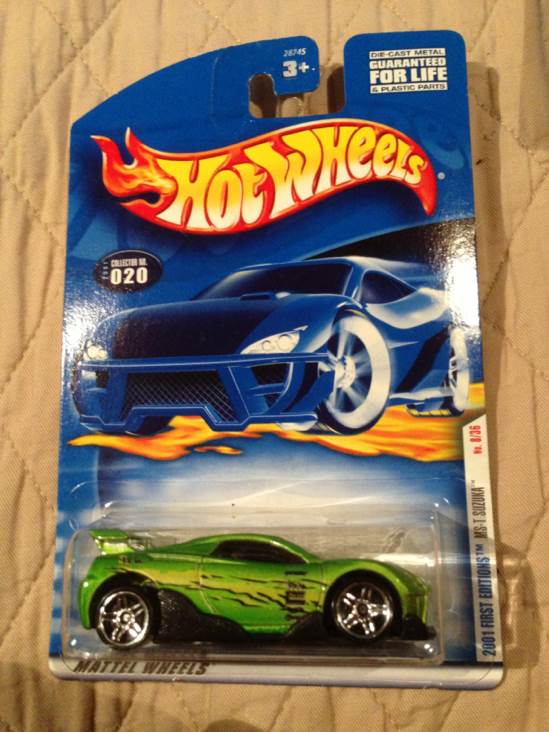 28745
3+
DIE-CAST METAL
GUARANTEED
FOR LIFE
& PLASTIC PARTS
HOT WHEELS®
2001
COLLECTOR NO.
020
No. 8/36
2001 FIRST EDITIONS™ MS-T SUZUKA™
MATTEL WHEELS